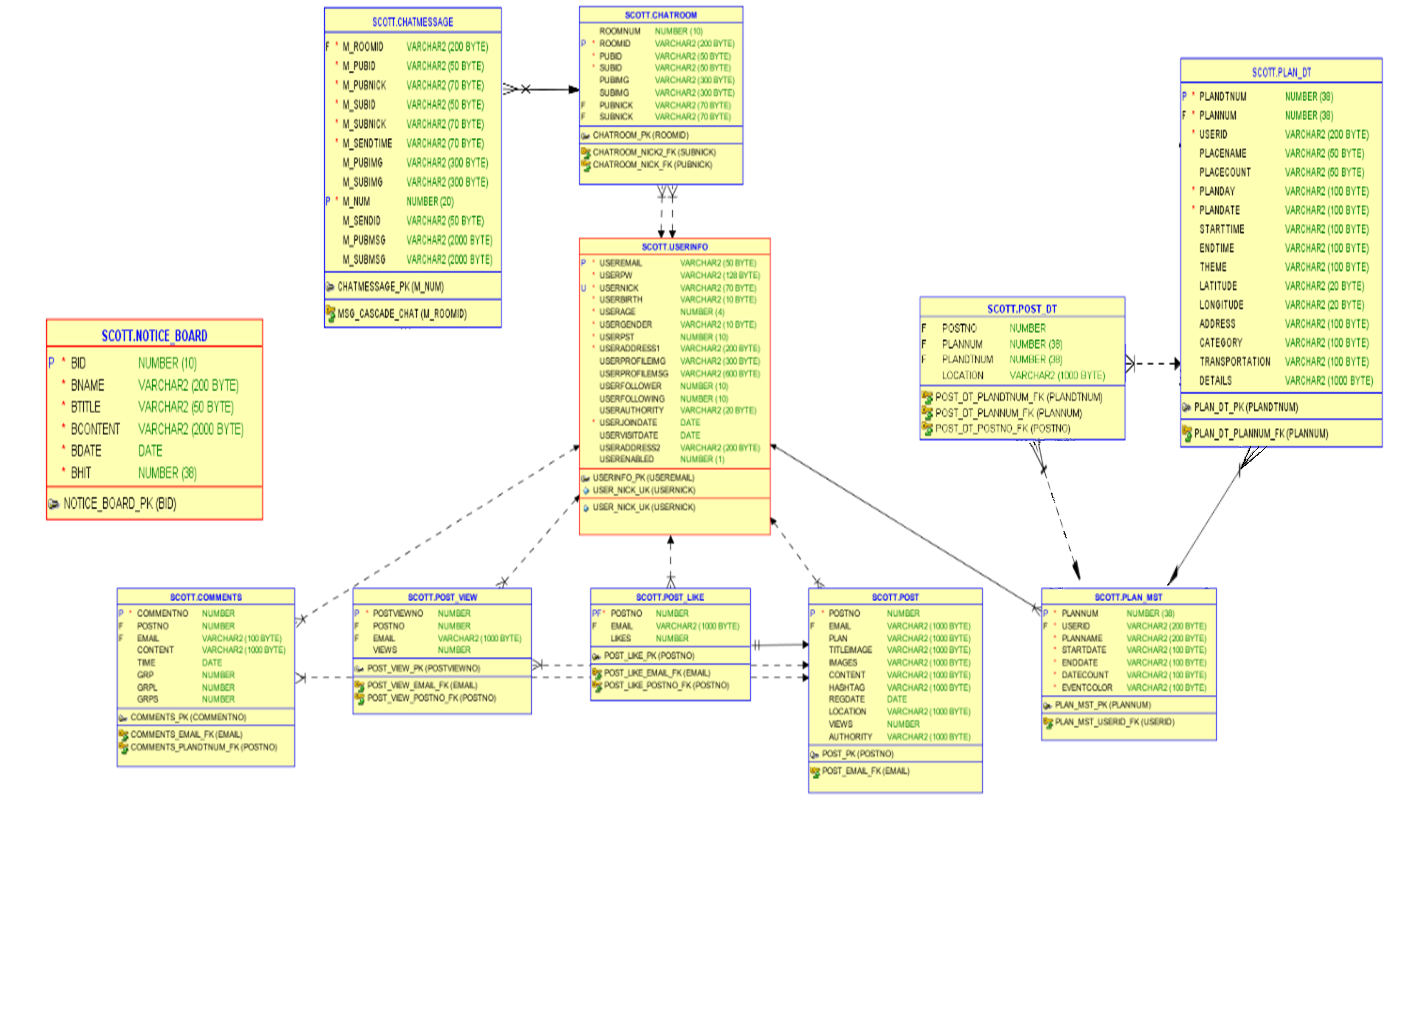 SCOTT.CHATMESSAGE
F * M_ROOMID VARCHAR2 (200 BYTE)
* M_PUBID VARCHAR2 (50 BYTE)
* M_PUBNICK VARCHAR2 (70 BYTE)
* M_SUBID VARCHAR2 (50 BYTE)
* M_SUBNICK VARCHAR2 (70 BYTE)
* M_SENDTIME VARCHAR2 (70 BYTE)
M_PUBIMG VARCHAR2 (300 BYTE)
M_SUBIMG VARCHAR2 (300 BYTE)
P * M_NUM NUMBER (20)
M_SENDID VARCHAR2 (50 BYTE)
M_PUBMSG VARCHAR2 (2000 BYTE)
M_SUBMSG VARCHAR2 (2000 BYTE)
CHATMESSAGE_PK (M_NUM)
MSG_CASCADE_CHAT (M_ROOMID)
SCOTT.CHATROOM
ROOMNUM NUMBER (10)
P * ROOMID VARCHAR2 (200 BYTE)
* PUBID VARCHAR2 (50 BYTE)
* SUBID VARCHAR2 (50 BYTE)
PUBIMG VARCHAR2 (300 BYTE)
SUBIMG VARCHAR2 (300 BYTE)
F PUBNICK VARCHAR2 (70 BYTE)
F SUBNICK VARCHAR2 (70 BYTE)
CHATROOM_PK (ROOMID)
CHATROOM_NICK2_FK (SUBNICK)
CHATROOM_NICK_FK (PUBNICK)
SCOTT.PLAN_DT
P * PLANDTNUM NUMBER (38)
F * PLANNUM NUMBER (38)
* USERID VARCHAR2 (200 BYTE)
PLACENAME VARCHAR2 (50 BYTE)
PLACECOUNT VARCHAR2 (50 BYTE)
* PLANDAY VARCHAR2 (100 BYTE)
* PLANDATE VARCHAR2 (100 BYTE)
STARTTIME VARCHAR2 (100 BYTE)
ENDTIME VARCHAR2 (100 BYTE)
THEME VARCHAR2 (100 BYTE)
LATITUDE VARCHAR2 (20 BYTE)
LONGITUDE VARCHAR2 (20 BYTE)
ADDRESS VARCHAR2 (100 BYTE)
CATEGORY VARCHAR2 (100 BYTE)
TRANSPORTATION VARCHAR2 (100 BYTE)
DETAILS VARCHAR2 (1000 BYTE)
PLAN_DT_PK (PLANDTNUM)
PLAN_DT_PLANNUM_FK (PLANNUM)
SCOTT.USERINFO
P * USEREMAIL VARCHAR2 (50 BYTE)
* USERPW VARCHAR2 (128 BYTE)
U * USERNICK VARCHAR2 (70 BYTE)
* USERBIRTH VARCHAR2 (10 BYTE)
* USERAGE NUMBER (4)
* USERGENDER VARCHAR2 (10 BYTE)
* USERPST NUMBER (10)
* USERADDRESS1 VARCHAR2 (200 BYTE)
USERPROFILEIMG VARCHAR2 (300 BYTE)
USERPROFILEMSG VARCHAR2 (600 BYTE)
USERFOLLOWER NUMBER (10)
USERFOLLOWING NUMBER (10)
USERAUTHORITY VARCHAR2 (20 BYTE)
* USERJOINDATE DATE
USERVISITDATE DATE
USERADDRESS2 VARCHAR2 (200 BYTE)
USERENABLED NUMBER (1)
USERINFO_PK (USEREMAIL)
USER_NICK_UK (USERNICK)
USER_NICK_UK (USERNICK)
SCOTT.POST_DT
F POSTNO NUMBER
F PLANNUM NUMBER (38)
F PLANDTNUM NUMBER (38)
LOCATION VARCHAR2 (1000 BYTE)
POST_DT_PLANDTNUM_FK (PLANDTNUM)
POST_DT_PLANNUM_FK (PLANNUM)
POST_DT_POSTNO_FK (POSTNO)
SCOTT.NOTICE_BOARD
P * BID NUMBER (10)
* BNAME VARCHAR2 (200 BYTE)
* BTITLE VARCHAR2 (50 BYTE)
* BCONTENT VARCHAR2 (2000 BYTE)
* BDATE DATE
* BHIT NUMBER (38)
NOTICE_BOARD_PK (BID)
SCOTT.COMMENTS
P * COMMENTNO NUMBER
F POSTNO NUMBER
F EMAIL VARCHAR2 (100 BYTE)
CONTENT VARCHAR2 (1000 BYTE)
TIME DATE
GRP NUMBER
GRPL NUMBER
GRPS NUMBER
COMMENTS_PK (COMMENTNO)
COMMENTS_EMAIL_FK (EMAIL)
COMMENTS_PLANDTNUM_FK (POSTNO)
SCOTT.POST_VIEW
P * POSTVIEWNO NUMBER
F POSTNO NUMBER
F EMAIL VARCHAR2 (1000 BYTE)
VIEWS NUMBER
POST_VIEW_PK (POSTVIEWNO)
POST_VIEW_EMAIL_FK (EMAIL)
POST_VIEW_POSTNO_FK (POSTNO)
SCOTT.POST_LIKE
PF * POSTNO NUMBER
F EMAIL VARCHAR2 (1000 BYTE)
LIKES NUMBER
POST_LIKE_PK (POSTNO)
POST_LIKE_EMAIL_FK (EMAIL)
POST_LIKE_POSTNO_FK (POSTNO)
SCOTT.POST
P * POSTNO NUMBER
F EMAIL VARCHAR2 (1000 BYTE)
PLAN VARCHAR2 (1000 BYTE)
TITLEIMAGE VARCHAR2 (1000 BYTE)
IMAGES VARCHAR2 (1000 BYTE)
CONTENT VARCHAR2 (1000 BYTE)
HASHTAG VARCHAR2 (1000 BYTE)
REGDATE DATE
LOCATION VARCHAR2 (1000 BYTE)
VIEWS NUMBER
AUTHORITY VARCHAR2 (1000 BYTE)
POST_PK (POSTNO)
POST_EMAIL_FK (EMAIL)
SCOTT.PLAN_MST
P * PLANNUM NUMBER (38)
F * USERID VARCHAR2 (200 BYTE)
* PLANNAME VARCHAR2 (200 BYTE)
* STARTDATE VARCHAR2 (100 BYTE)
* ENDDATE VARCHAR2 (100 BYTE)
* DATECOUNT VARCHAR2 (100 BYTE)
* EVENTCOLOR VARCHAR2 (100 BYTE)
PLAN_MST_PK (PLANNUM)
PLAN_MST_USERID_FK (USERID)